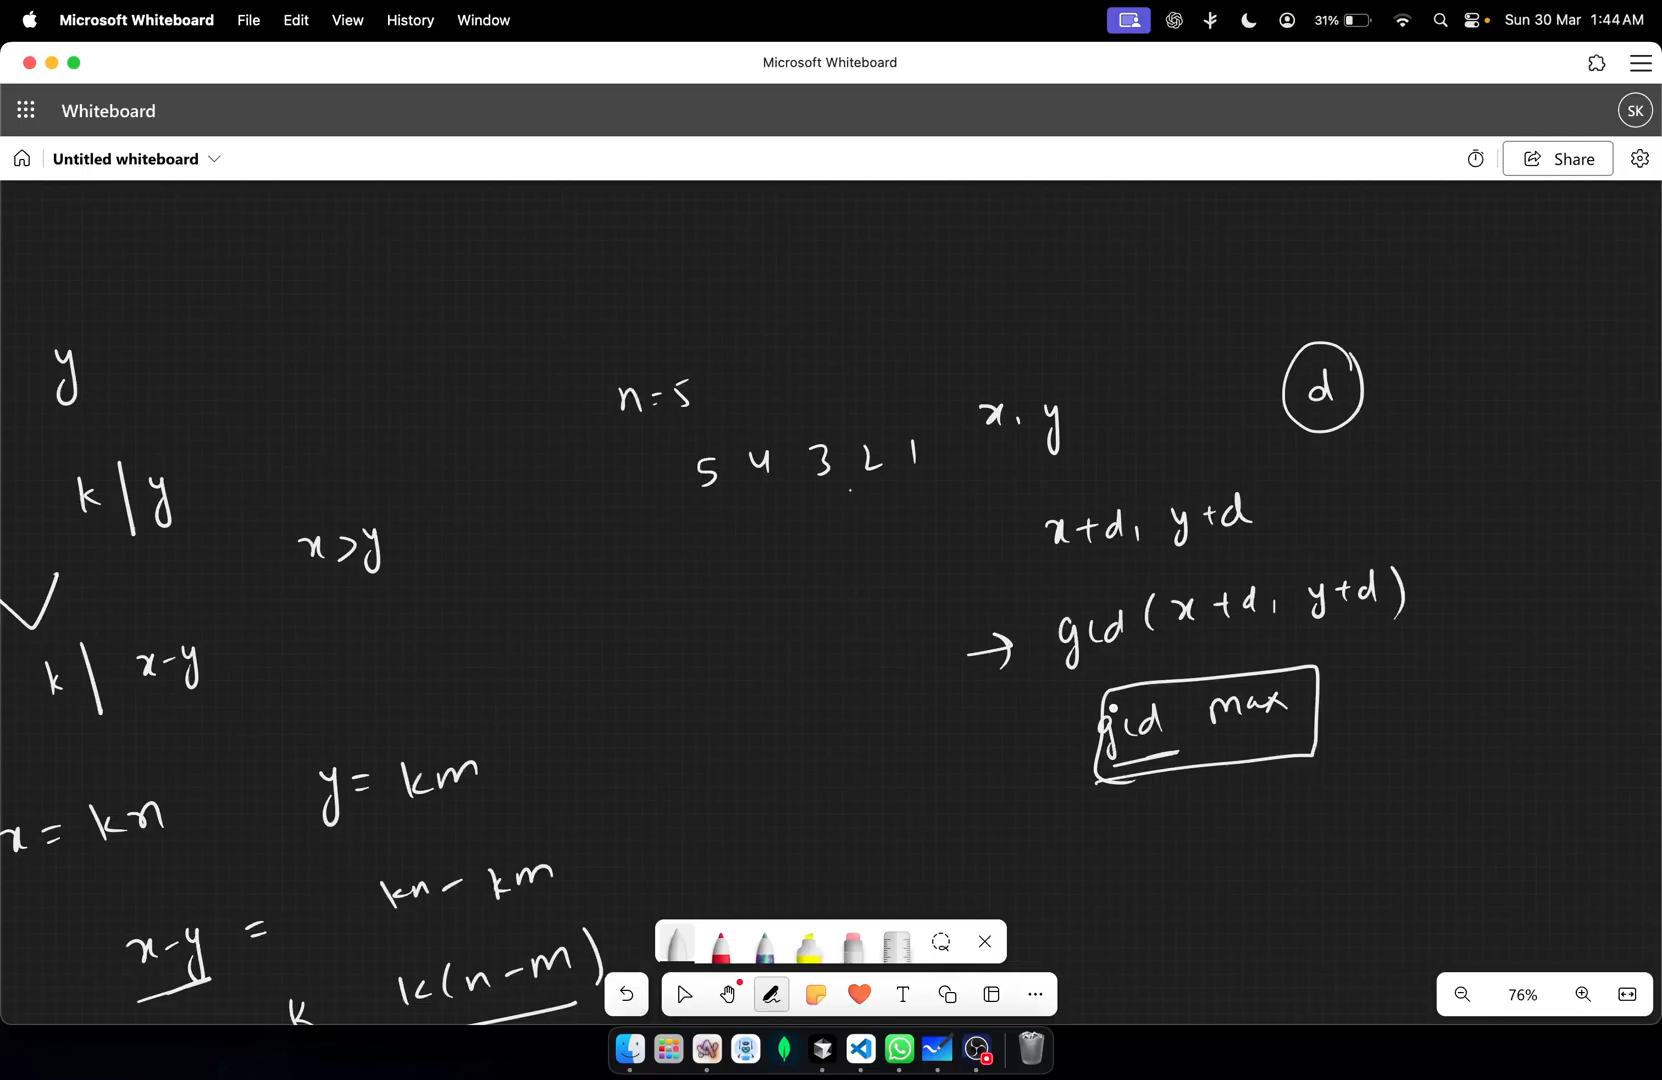 Microsoft Whiteboard File Edit View History Window 31% Sun 30 Mar 1:44 AM
Microsoft Whiteboard
Whiteboard SK
Untitled whiteboard Share
y
n = 5
x, y
d
5 4 3 2 1
k | y
x > y
x+d, y+d
gcd(x+d, y+d)
k | x-y
gcd max
y = km
x = kn
kn - km
x-y =
k(n-m)
k
76%